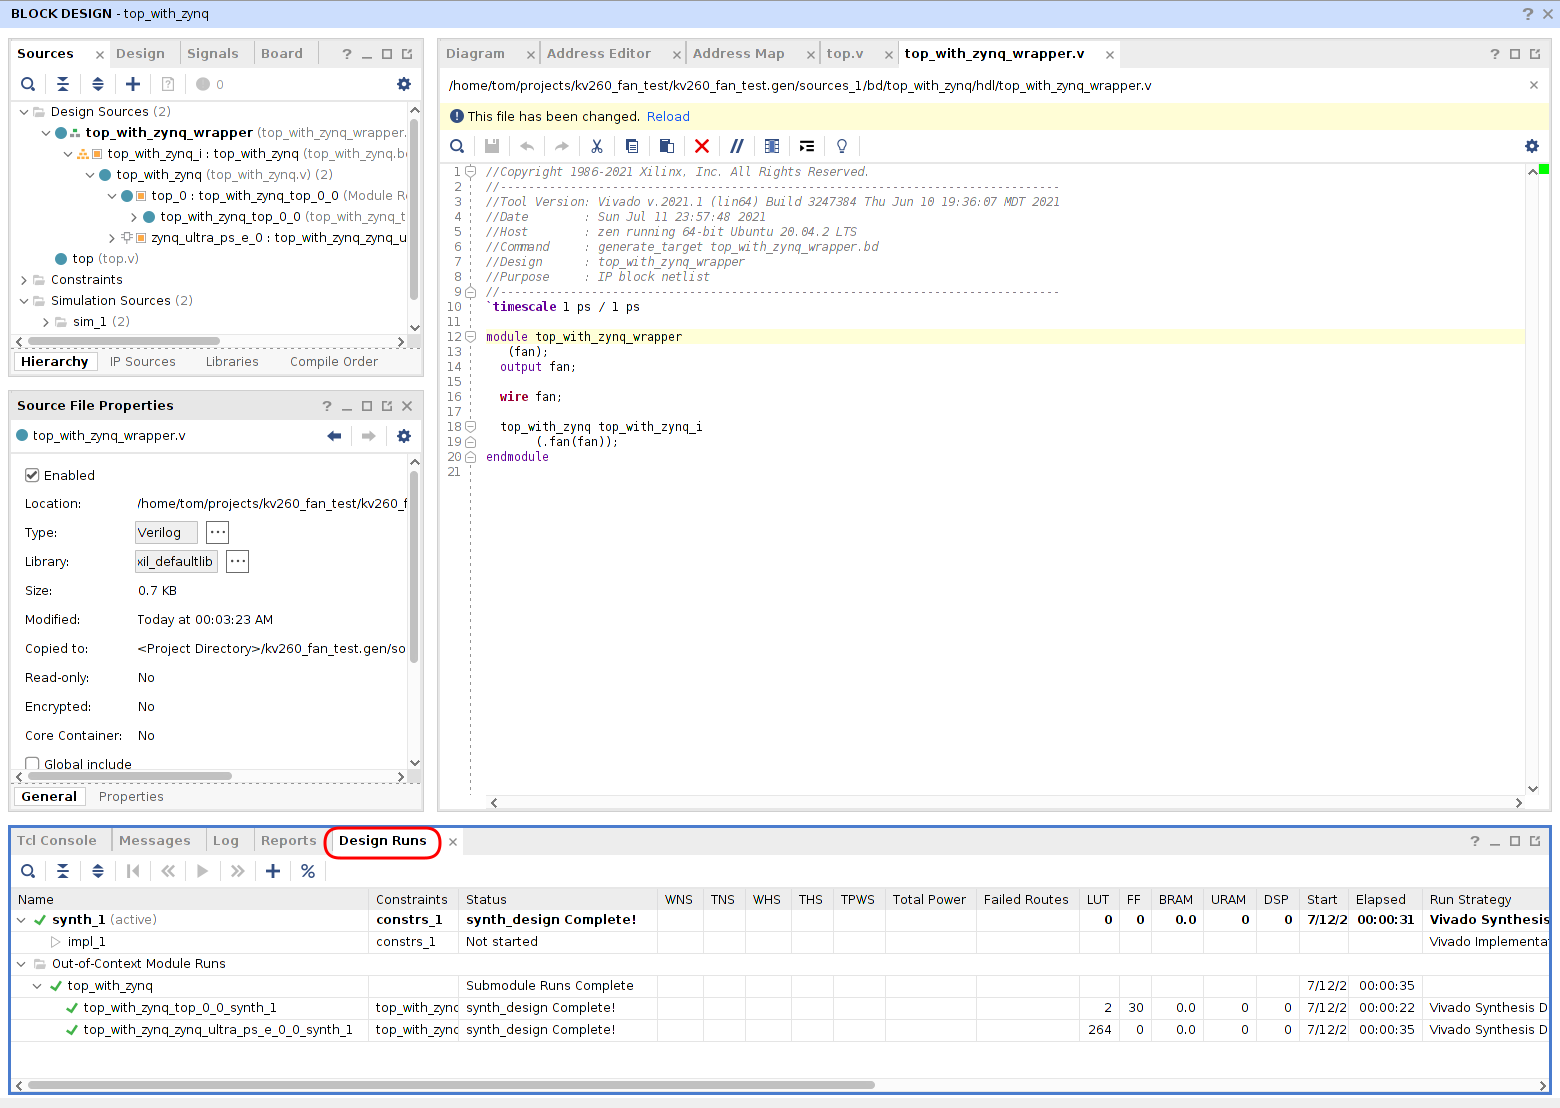 BLOCK DESIGN - top_with_zynq
Sources Design Signals Board
0
Design Sources (2)
top_with_zynq_wrapper (top_with_zynq_wrapper.
top_with_zynq_i : top_with_zynq (top_with_zynq.b
top_with_zynq (top_with_zynq.v) (2)
top_0 : top_with_zynq_top_0_0 (Module R
top_with_zynq_top_0_0 (top_with_zynq_t
zynq_ultra_ps_e_0 : top_with_zynq_zynq_u
top (top.v)
Constraints
Simulation Sources (2)
sim_1 (2)
Hierarchy IP Sources Libraries Compile Order
Source File Properties
top_with_zynq_wrapper.v
Enabled
Location: /home/tom/projects/kv260_fan_test/kv260_f
Type: Verilog ...
Library: xil_defaultlib ...
Size: 0.7 KB
Modified: Today at 00:03:23 AM
Copied to: <Project Directory>/kv260_fan_test.gen/so
Read-only: No
Encrypted: No
Core Container: No
Global include
General Properties
Diagram Address Editor Address Map top.v top_with_zynq_wrapper.v
/home/tom/projects/kv260_fan_test/kv260_fan_test.gen/sources_1/bd/top_with_zynq/hdl/top_with_zynq_wrapper.v
This file has been changed. Reload
1 //Copyright 1986-2021 Xilinx, Inc. All Rights Reserved.
2 //--------------------------------------------------------------------------------
3 //Tool Version: Vivado v.2021.1 (lin64) Build 3247384 Thu Jun 10 19:36:07 MDT 2021
4 //Date        : Sun Jul 11 23:57:48 2021
5 //Host        : zen running 64-bit Ubuntu 20.04.2 LTS
6 //Command     : generate_target top_with_zynq_wrapper.bd
7 //Design      : top_with_zynq_wrapper
8 //Purpose     : IP block netlist
9 //--------------------------------------------------------------------------------
10 `timescale 1 ps / 1 ps
11
12 module top_with_zynq_wrapper
13    (fan);
14   output fan;
15
16   wire fan;
17
18   top_with_zynq top_with_zynq_i
19        (.fan(fan));
20 endmodule
21
Tcl Console Messages Log Reports Design Runs
Name Constraints Status WNS TNS WHS THS TPWS Total Power Failed Routes LUT FF BRAM URAM DSP Start Elapsed Run Strategy
synth_1 (active) constrs_1 synth_design Complete! 0 0 0.0 0 0 7/12/2 00:00:31 Vivado Synthesis
impl_1 constrs_1 Not started Vivado Implementa
Out-of-Context Module Runs
top_with_zynq Submodule Runs Complete 7/12/2 00:00:35
top_with_zynq_top_0_0_synth_1 top_with_zync synth_design Complete! 2 30 0.0 0 0 7/12/2 00:00:22 Vivado Synthesis D
top_with_zynq_zynq_ultra_ps_e_0_0_synth_1 top_with_zync synth_design Complete! 264 0 0.0 0 0 7/12/2 00:00:35 Vivado Synthesis D